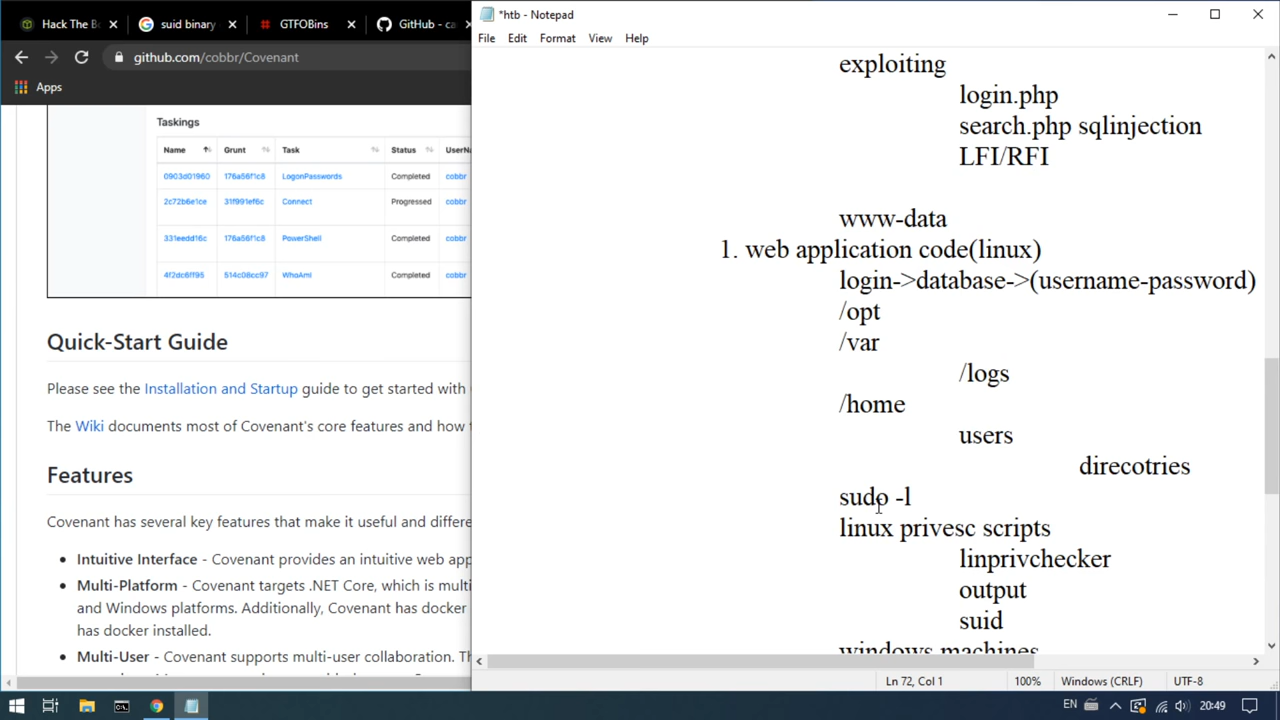 Hack The Bo
suid binary
GTFOBins
GitHub - co
github.com/cobbr/Covenant
Apps
Taskings
Name Grunt Task Status UserNa
0903d01960 176a56f1c8 LogonPasswords Completed cobbr
2c72b6e1ce 31f991ef6c Connect Progressed cobbr
331eedd16c 176a56f1c8 PowerShell Completed cobbr
4f2dc6ff95 514c08cc97 WhoAmI Completed cobbr
Quick-Start Guide
Please see the Installation and Startup guide to get started with
The Wiki documents most of Covenant's core features and how
Features
Covenant has several key features that make it useful and differe
Intuitive Interface - Covenant provides an intuitive web app
Multi-Platform - Covenant targets .NET Core, which is multi
and Windows platforms. Additionally, Covenant has docker
has docker installed.
Multi-User - Covenant supports multi-user collaboration. Th
*htb - Notepad
File Edit Format View Help
exploiting
login.php
search.php sqlinjection
LFI/RFI
www-data
1. web application code(linux)
login->database->(username-password)
/opt
/var
/logs
/home
users
direcotries
sudo -l
linux privesc scripts
linprivchecker
output
suid
windows machines
Ln 72, Col 1 100% Windows (CRLF) UTF-8
EN 20:49